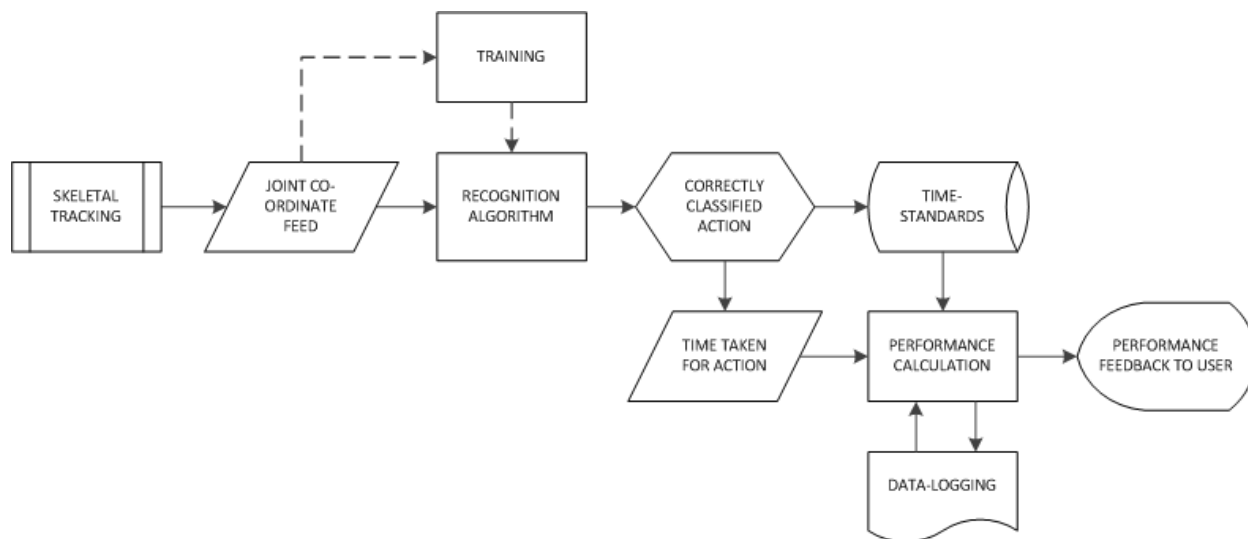 TRAINING
SKELETAL
TRACKING
JOINT CO-
ORDINATE
FEED
RECOGNITION
ALGORITHM
CORRECTLY
CLASSIFIED
ACTION
TIME-
STANDARDS
TIME TAKEN
FOR ACTION
PERFORMANCE
CALCULATION
PERFORMANCE
FEEDBACK TO USER
DATA-LOGGING